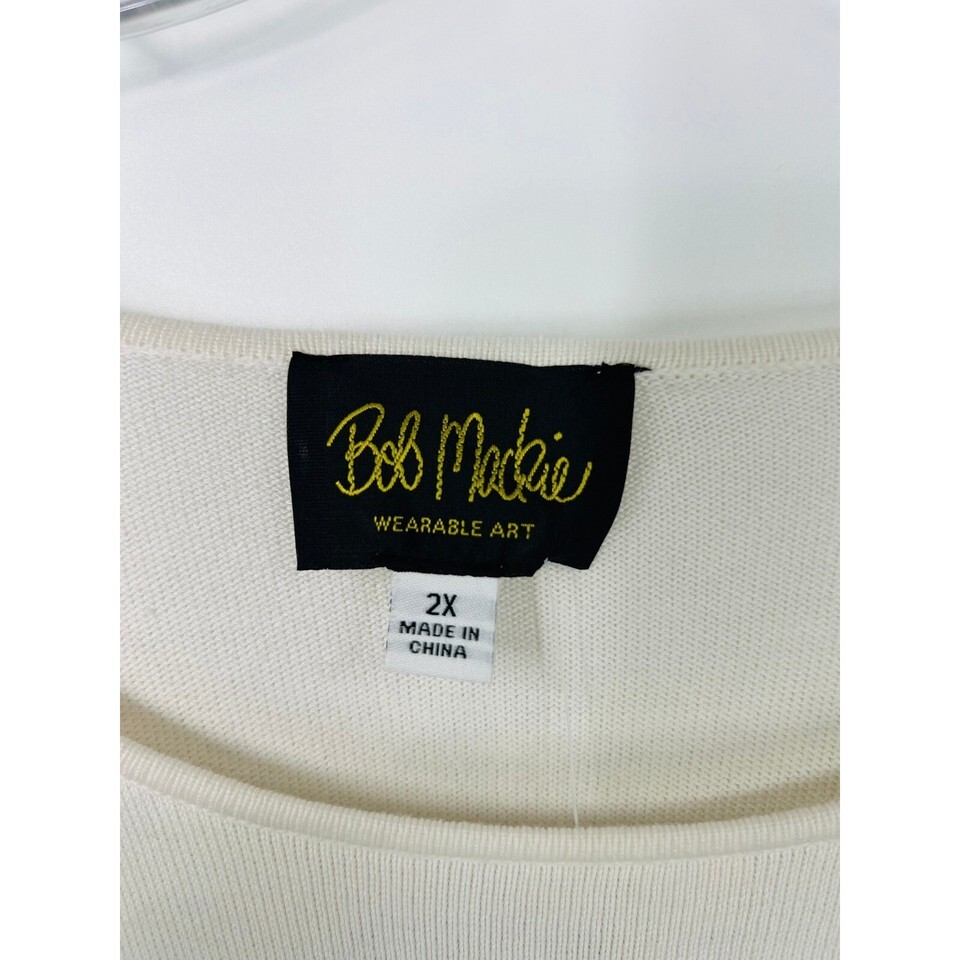 Bob Mackie
WEARABLE ART
2X
MADE IN
CHINA